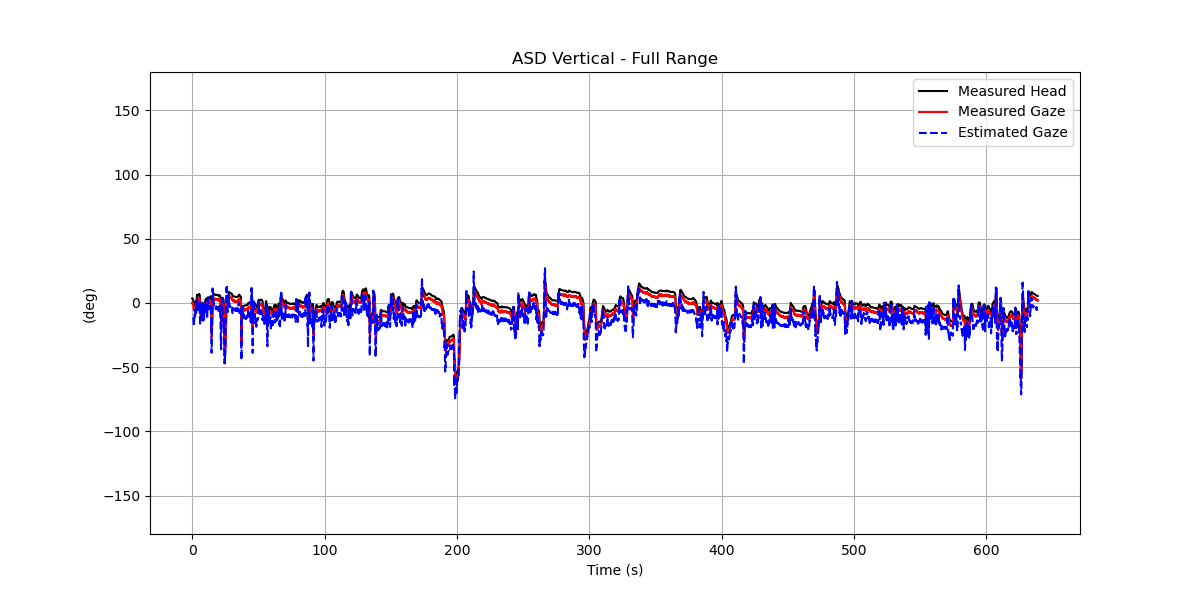 ASD Vertical - Full Range
Measured Head
Measured Gaze
Estimated Gaze
(deg)
150
100
50
0
−50
−100
−150
0 100 200 300 400 500 600
Time (s)